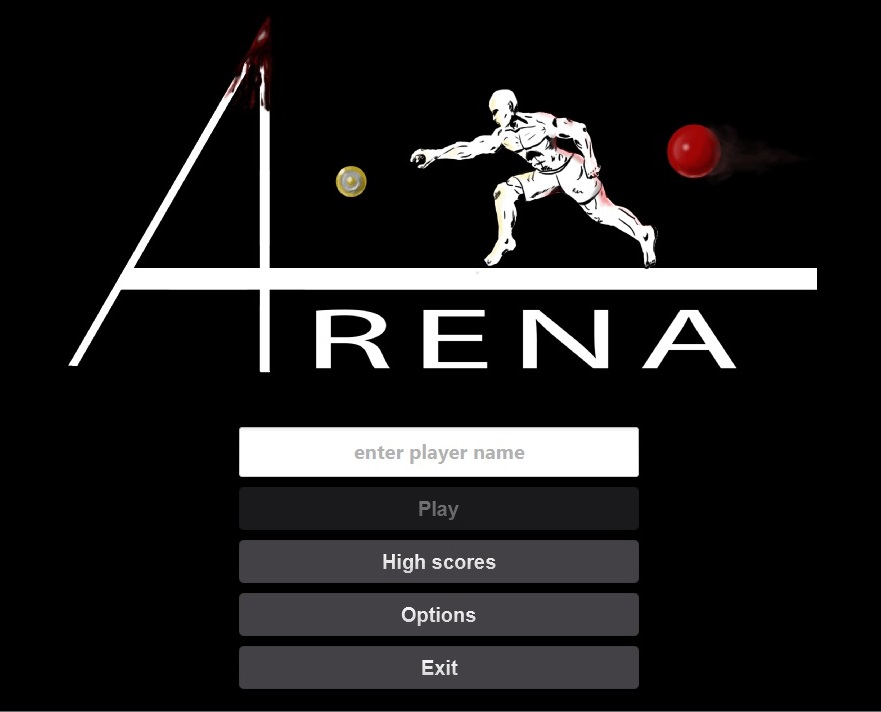 ARENA
enter player name
Play
High scores
Options
Exit